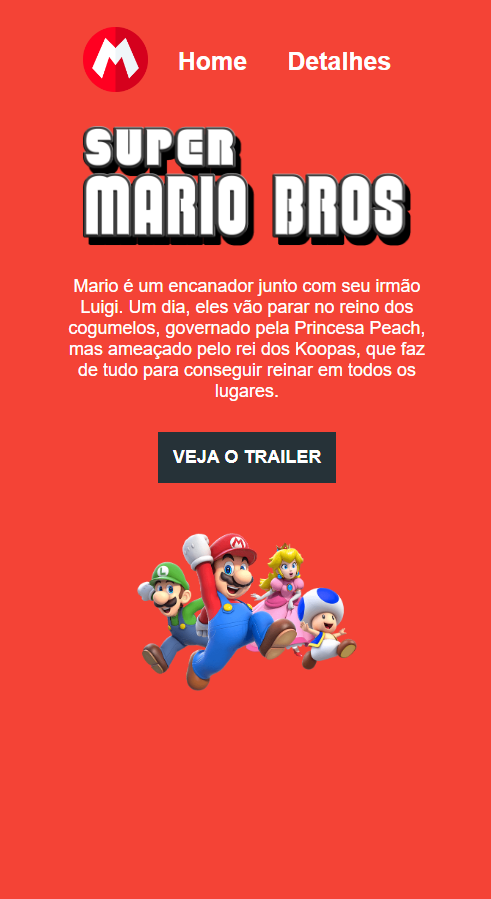 M
Home
Detalhes
SUPER
MARIO BROS
Mario é um encanador junto com seu irmão
Luigi. Um dia, eles vão parar no reino dos
cogumelos, governado pela Princesa Peach,
mas ameaçado pelo rei dos Koopas, que faz
de tudo para conseguir reinar em todos os
lugares.
VEJA O TRAILER
L
M